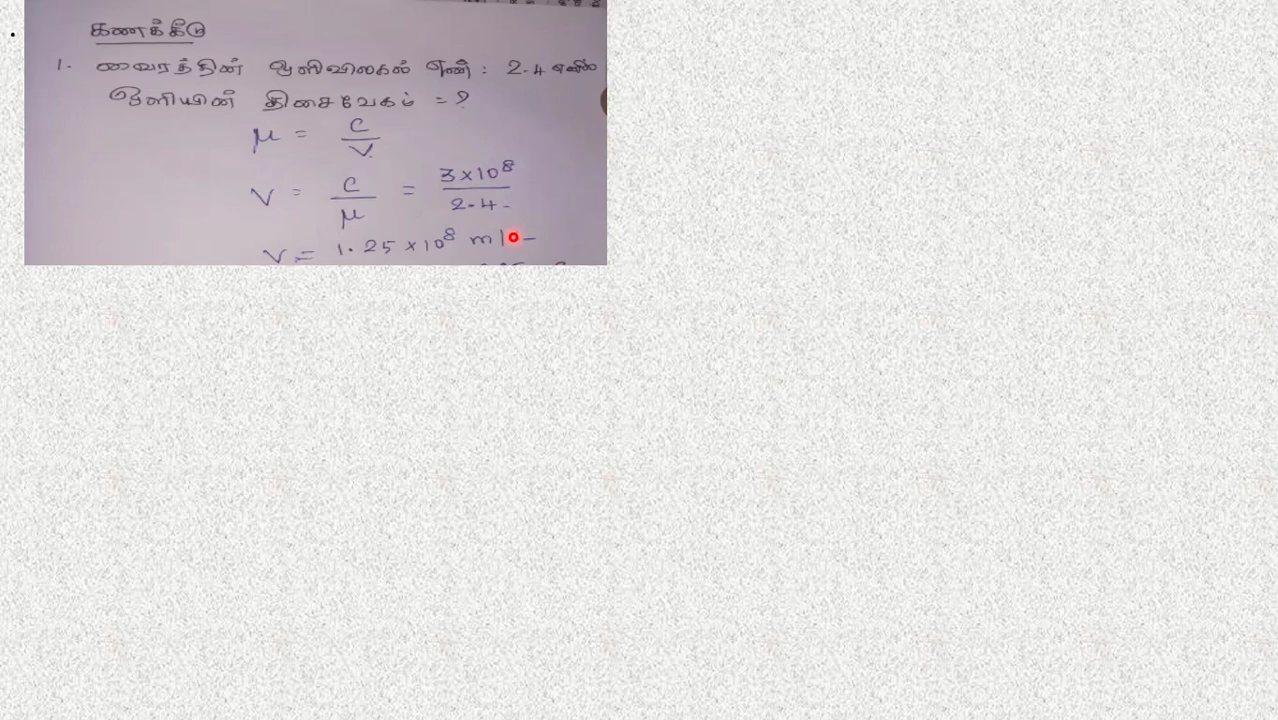 கணக்கீடு
1. வைரத்தின் ஒளிவிலகல் எண் : 2.4 எனில்
ஒளியின் திசைவேகம் = ?
μ = c/v
v = c/μ = 3×10⁸/2.4
v = 1.25 ×10⁸ m/